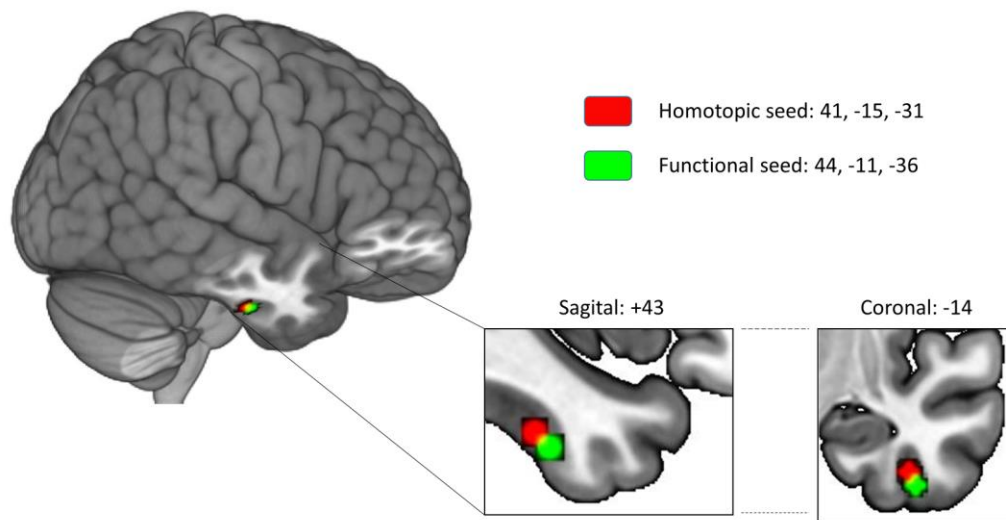 Homotopic seed: 41, -15, -31
Functional seed: 44, -11, -36
Sagital: +43
Coronal: -14